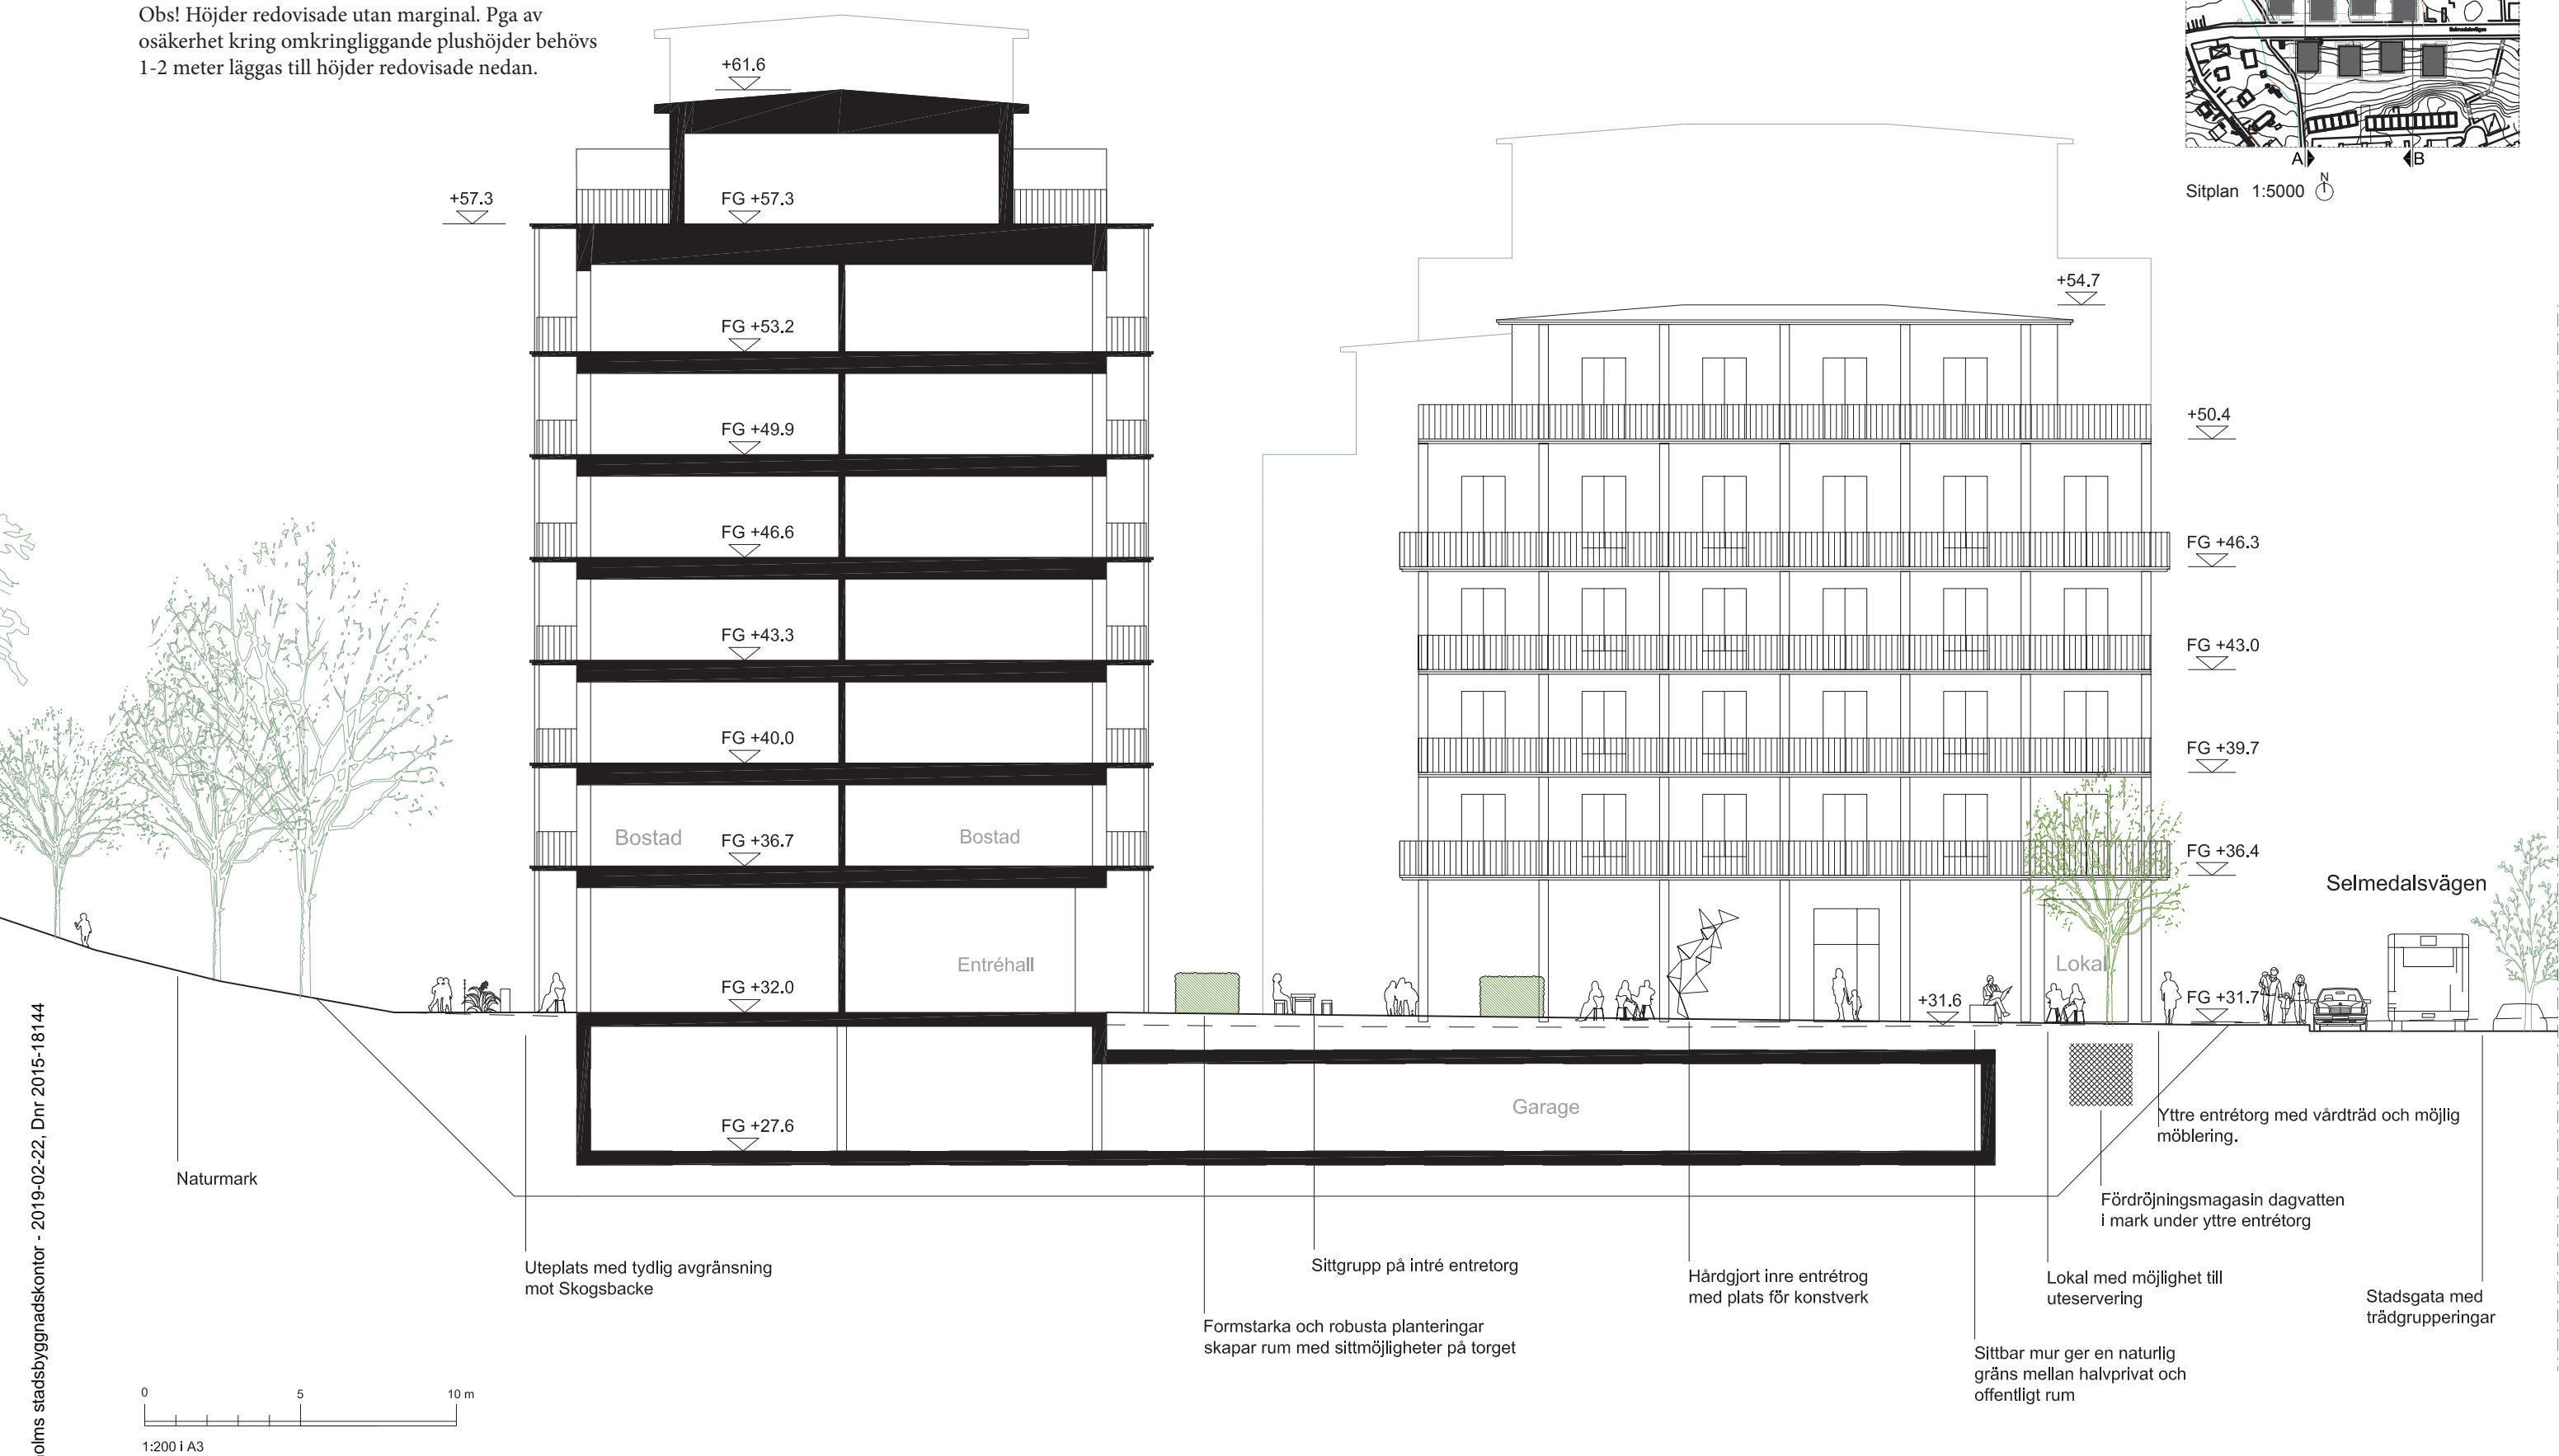 Obs! Höjder redovisade utan marginal. Pga av
osäkerhet kring omkringliggande plushöjder behövs
1-2 meter läggas till höjder redovisade nedan.
+61.6
+57.3
FG +57.3
FG +53.2
FG +49.9
FG +46.6
FG +43.3
FG +40.0
Bostad
FG +36.7
Bostad
Entréhall
FG +32.0
FG +27.6
Garage
A
B
Sitplan 1:5000
N
+54.7
+50.4
FG +46.3
FG +43.0
FG +39.7
FG +36.4
Selmedalsvägen
Lokal
+31.6
FG +31.7
Naturmark
Uteplats med tydlig avgränsning
mot Skogsbacke
Formstarka och robusta planteringar
skapar rum med sittmöjligheter på torget
Sittgrupp på intré entretorg
Hårdgjort inre entrétrog
med plats för konstverk
Sittbar mur ger en naturlig
gräns mellan halvprivat och
offentligt rum
Lokal med möjlighet till
uteservering
Fördröjningsmagasin dagvatten
i mark under yttre entrétorg
Yttre entrétorg med vårdträd och möjlig
möblering.
Stadsgata med
trädgrupperingar
olms stadsbyggnadskontor - 2019-02-22, Dnr 2015-18144
0 5 10 m
1:200 i A3